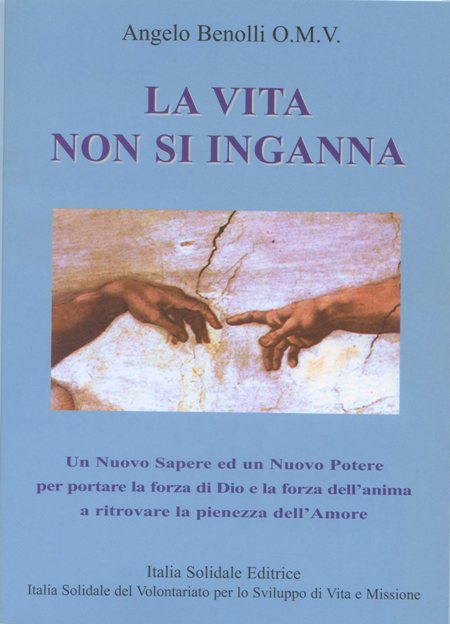 Angelo Benolli O.M.V.
LA VITA
NON SI INGANNA
Un Nuovo Sapere ed un Nuovo Potere
per portare la forza di Dio e la forza dell'anima
a ritrovare la pienezza dell'Amore
Italia Solidale Editrice
Italia Solidale del Volontariato per lo Sviluppo di Vita e Missione